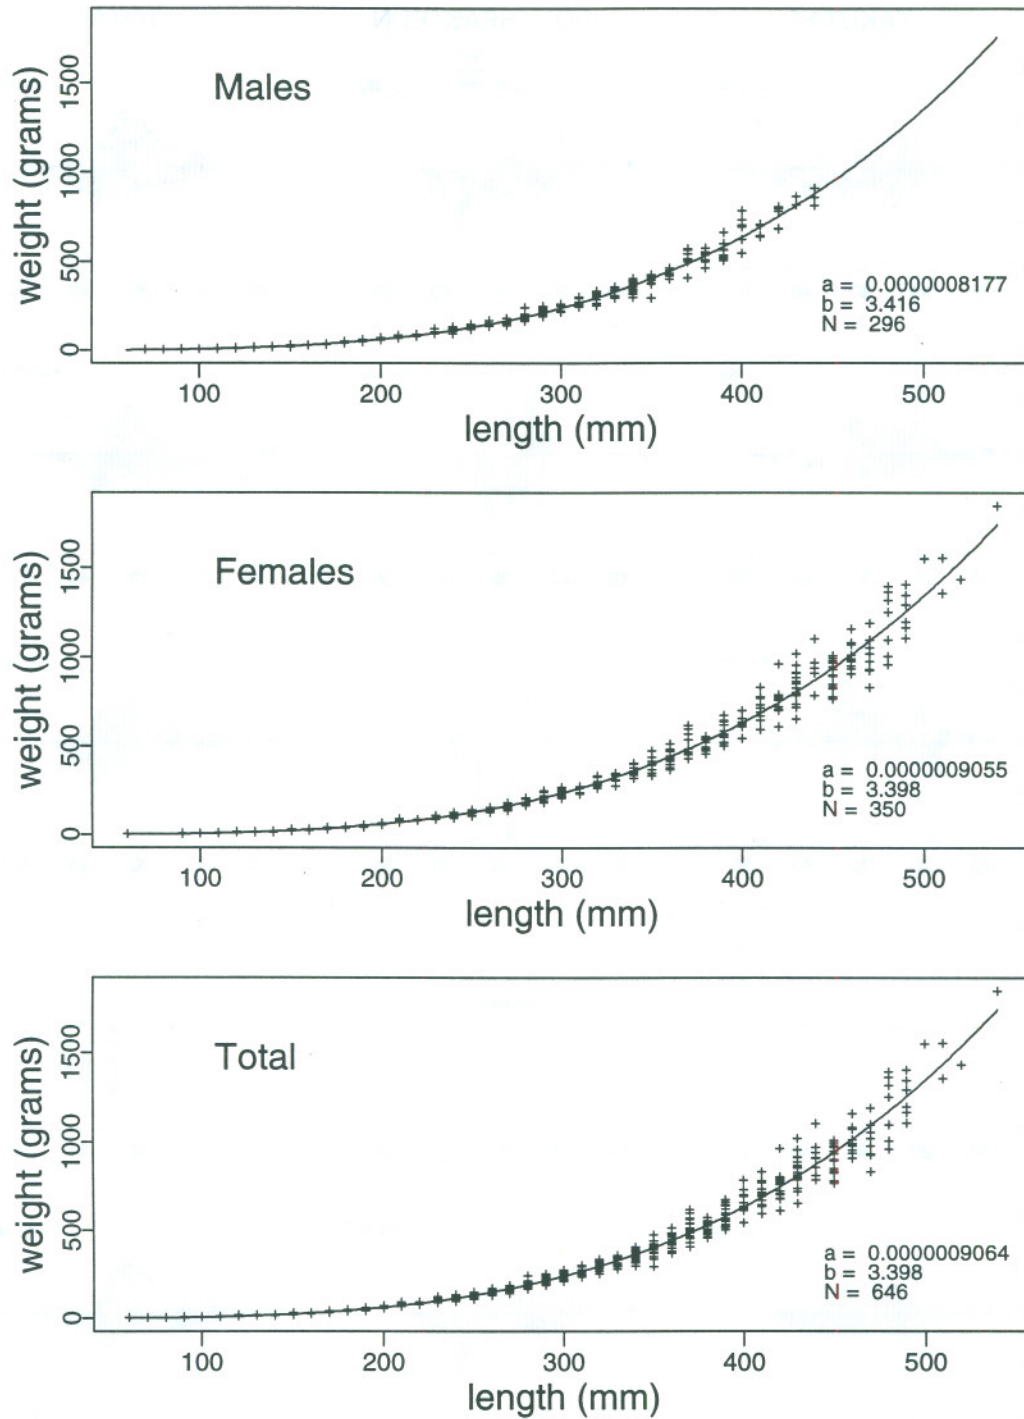 Males
weight (grams)
1500
1000
500
0
a = 0.0000008177
b = 3.416
N = 296
100 200 300 400 500
length (mm)
Females
weight (grams)
1500
1000
500
0
a = 0.0000009055
b = 3.398
N = 350
100 200 300 400 500
length (mm)
Total
weight (grams)
1500
1000
500
0
a = 0.0000009064
b = 3.398
N = 646
100 200 300 400 500
length (mm)